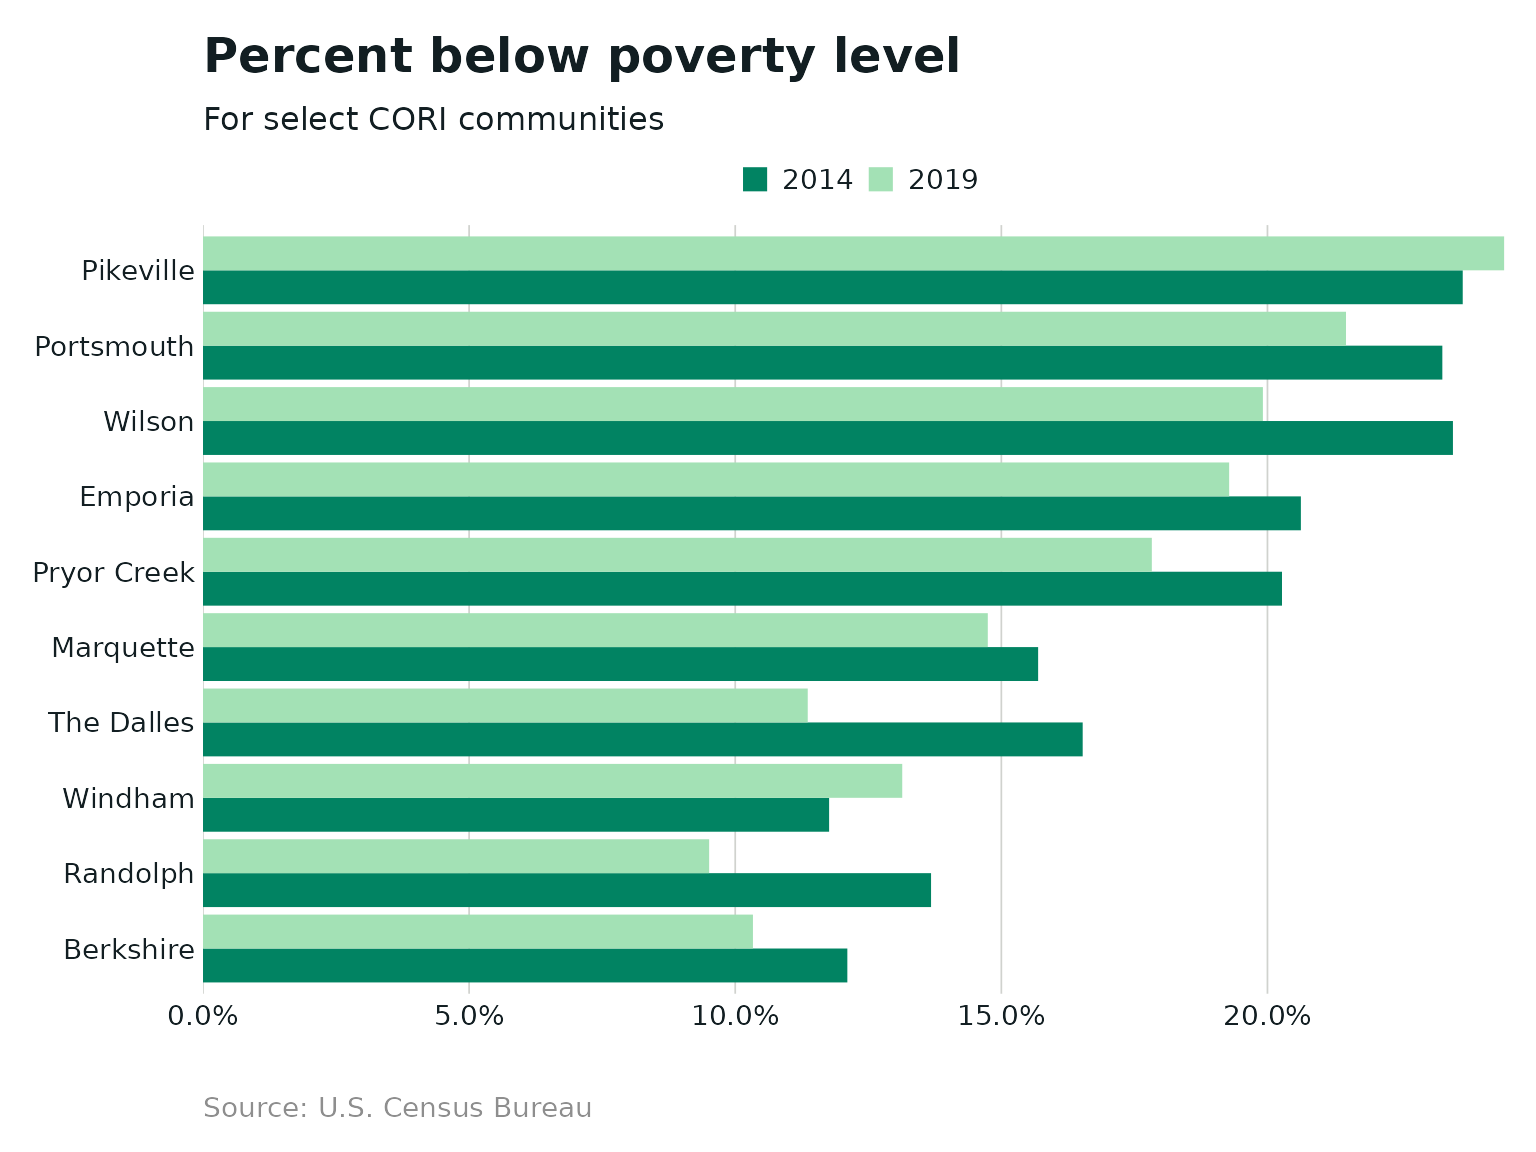 Percent below poverty level
For select CORI communities
2014 2019
Pikeville
Portsmouth
Wilson
Emporia
Pryor Creek
Marquette
The Dalles
Windham
Randolph
Berkshire
0.0% 5.0% 10.0% 15.0% 20.0%
Source: U.S. Census Bureau